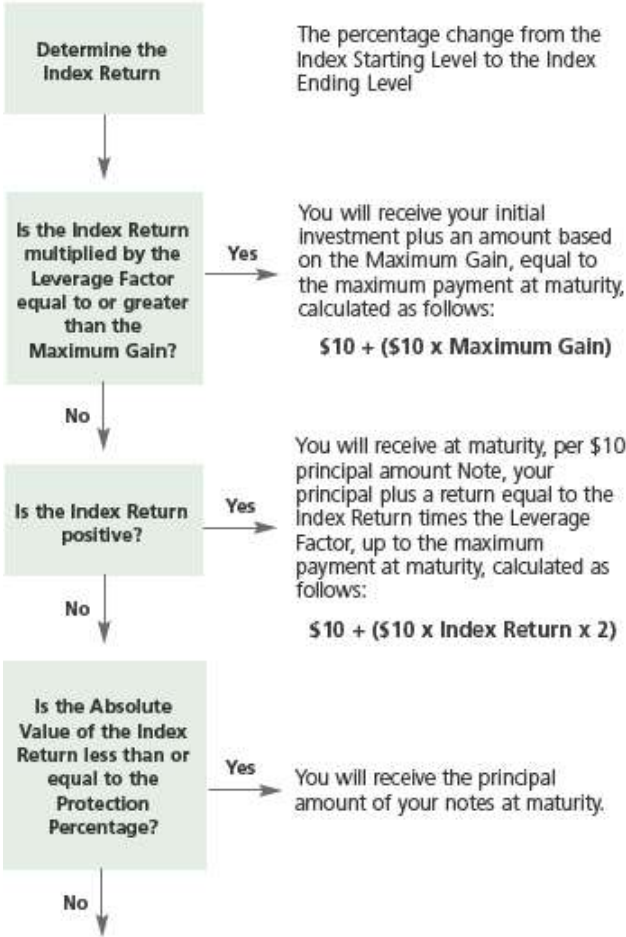 Determine the
Index Return
The percentage change from the
Index Starting Level to the Index
Ending Level
Is the Index Return
multiplied by the
Leverage Factor
equal to or greater
than the
Maximum Gain?
Yes
You will receive your initial
investment plus an amount based
on the Maximum Gain, equal to
the maximum payment at maturity,
calculated as follows:
$10 + ($10 x Maximum Gain)
No
Is the Index Return
positive?
Yes
You will receive at maturity, per $10
principal amount Note, your
principal plus a return equal to the
Index Return times the Leverage
Factor, up to the maximum
payment at maturity, calculated as
follows:
$10 + ($10 x Index Return x 2)
No
Is the Absolute
Value of the Index
Return less than or
equal to the
Protection
Percentage?
Yes
You will receive the principal
amount of your notes at maturity.
No